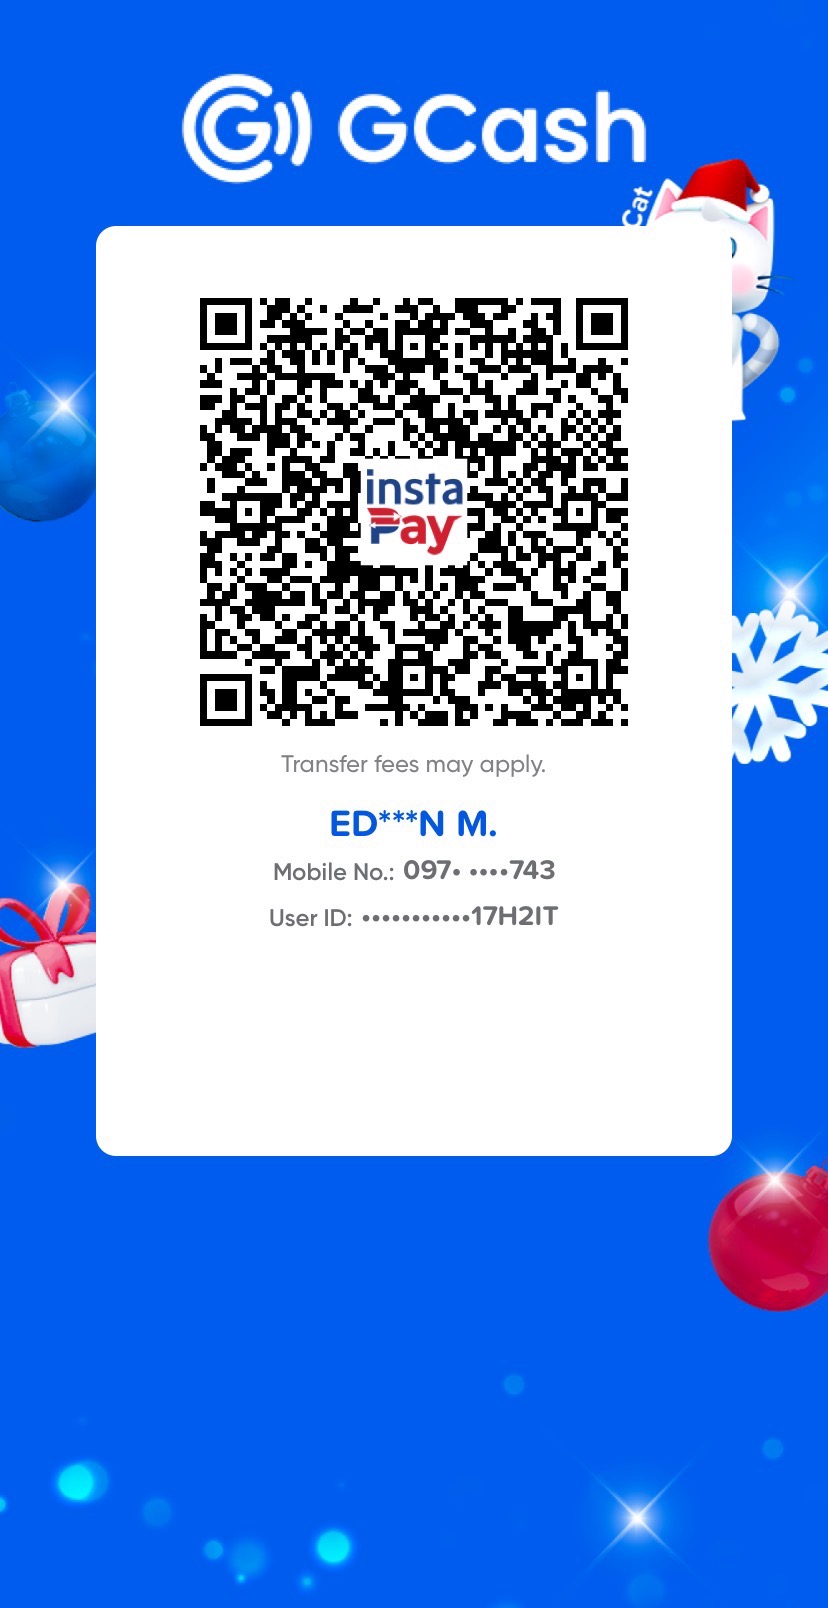 GCash
Cat
insta
Pay
Transfer fees may apply.
ED***N M.
Mobile No.: 097• ••••743
User ID: •••••••••••17H2IT